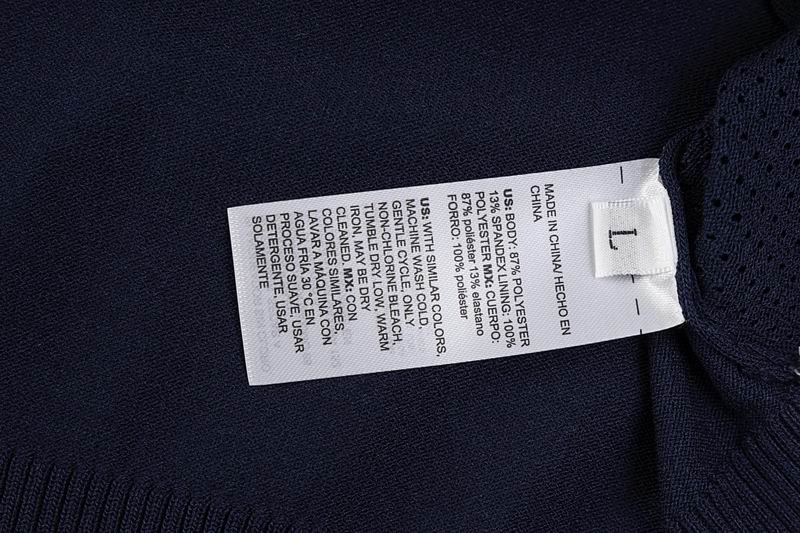 L
MADE IN CHINA/ HECHO EN
CHINA
US: BODY: 87% POLYESTER
13% SPANDEX LINING: 100%
POLYESTER MX: CUERPO:
87% poliéster 13% elastano
FORRO: 100% poliéster
US: WITH SIMILAR COLORS,
MACHINE WASH COLD.
GENTLE CYCLE, ONLY
NON-CHLORINE BLEACH,
TUMBLE DRY LOW, WARM
IRON, MAY BE DRY
CLEANED. MX: CON
COLORES SIMILARES,
LAVAR A MÁQUINA CON
AGUA FRÍA 30 °C EN
PROCESO SUAVE, USAR
DETERGENTE. USAR
SOLAMENTE